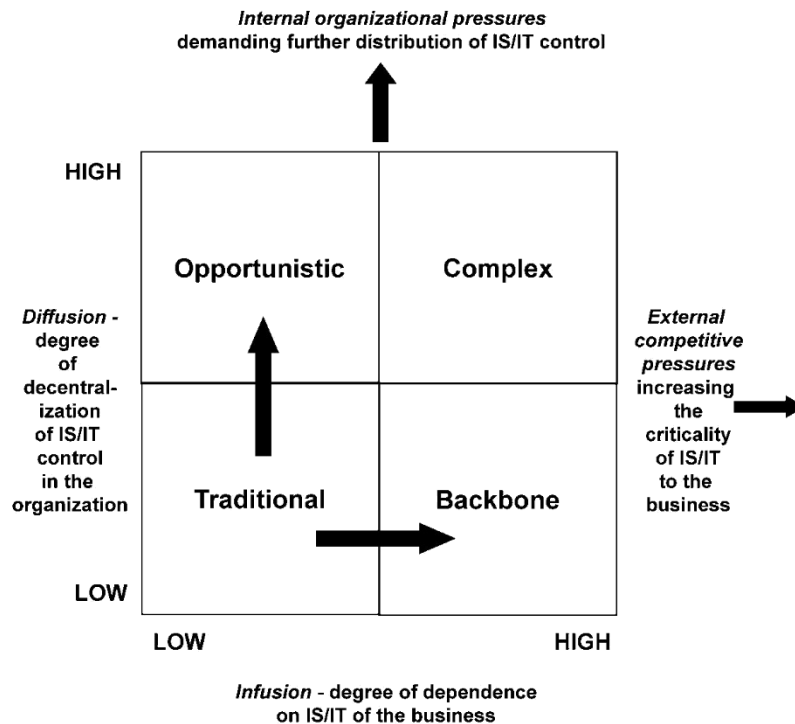 Internal organizational pressures
demanding further distribution of IS/IT control
HIGH
Opportunistic
Complex
Diffusion -
degree
of
decentral-
ization
of IS/IT
control
in the
organization
External
competitive
pressures
increasing
the
criticality
of IS/IT
to the
business
Traditional
Backbone
LOW
LOW
HIGH
Infusion - degree of dependence
on IS/IT of the business